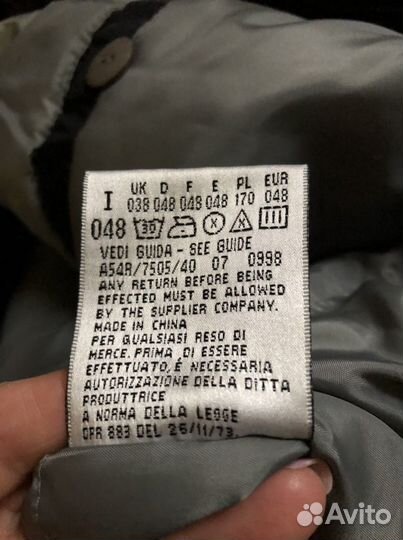 UK D F E PL EUR
I 038 048 048 048 170 048
048 30
VEDI GUIDA - SEE GUIDE
A54R/7505/40 07 0998
ANY RETURN BEFORE BEING
EFFECTED MUST BE ALLOWED
BY THE SUPPLIER COMPANY.
MADE IN CHINA
PER QUALSIASI RESO DI
MERCE, PRIMA DI ESSERE
EFFETTUATO, È NECESSARIA
AUTORIZZAZIONE DELLA DITTA
PRODUTTRICE
A NORMA DELLA LEGGE
DPR 883 DEL 26/11/73.
Avito